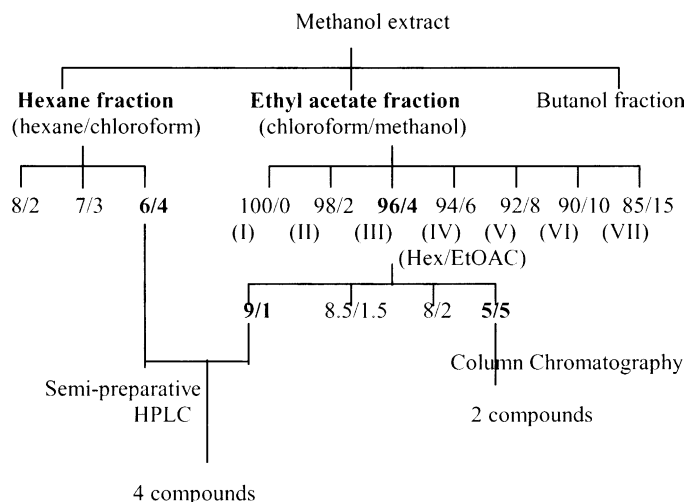 Methanol extract
Hexane fraction Ethyl acetate fraction Butanol fraction
(hexane/chloroform) (chloroform/methanol)
8/2 7/3 6/4 100/0 98/2 96/4 94/6 92/8 90/10 85/15
(I) (II) (III) (IV) (V) (VI) (VII)
(Hex/EtOAC)
9/1 8.5/1.5 8/2 5/5
Column Chromatography
Semi-preparative
HPLC
2 compounds
4 compounds